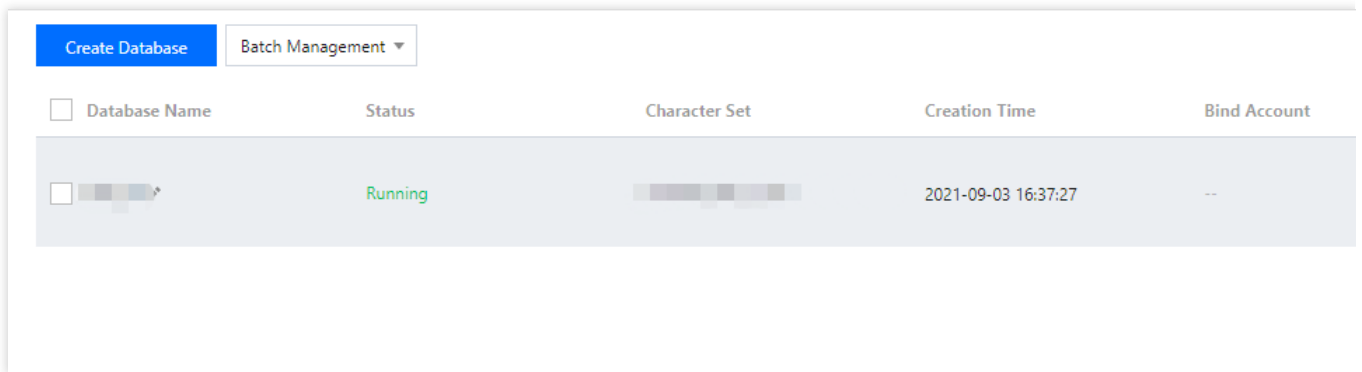 Create Database Batch Management
Database Name Status Character Set Creation Time Bind Account
Running 2021-09-03 16:37:27 --